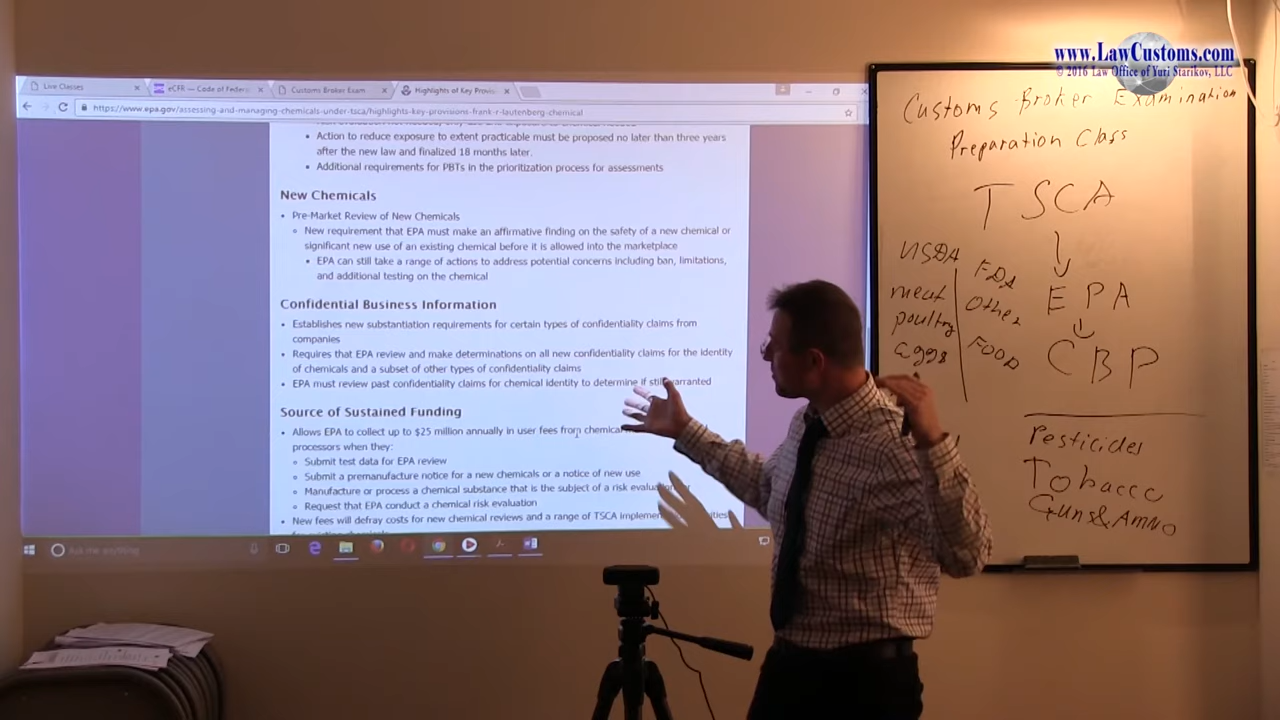 www.LawCustoms.com
© 2016 Law Office of Yuri Starikov, LLC
Live Classes
eCFR — Code of Federal
Customs Broker Exam
Highlights of Key Provis
https://www.epa.gov/assessing-and-managing-chemicals-under-tsca/highlights-key-provisions-frank-r-lautenberg-chemical
Action to reduce exposure to extent practicable must be proposed no later than three years
after the new law and finalized 18 months later.
Additional requirements for PBTs in the prioritization process for assessments
New Chemicals
Pre-Market Review of New Chemicals
New requirement that EPA must make an affirmative finding on the safety of a new chemical or
significant new use of an existing chemical before it is allowed into the marketplace
EPA can still take a range of actions to address potential concerns including ban, limitations,
and additional testing on the chemical
Confidential Business Information
Establishes new substantiation requirements for certain types of confidentiality claims from
companies
Requires that EPA review and make determinations on all new confidentiality claims for the identity
of chemicals and a subset of other types of confidentiality claims
EPA must review past confidentiality claims for chemical identity to determine if still warranted
Source of Sustained Funding
Allows EPA to collect up to $25 million annually in user fees from chemical
processors when they:
Submit test data for EPA review
Submit a premanufacture notice for a new chemicals or a notice of new use
Manufacture or process a chemical substance that is the subject of a risk
Request that EPA conduct a chemical risk evaluation
New fees will defray costs for new chemical reviews and a range of TSCA
Ask me anything
Customs Broker Examination
Preparation Class
TSCA
EPA
CBP
USDA
meat
poultry
Eggs
FDA
Other
FOOD
Pesticides
Tobacco
Guns & Amno